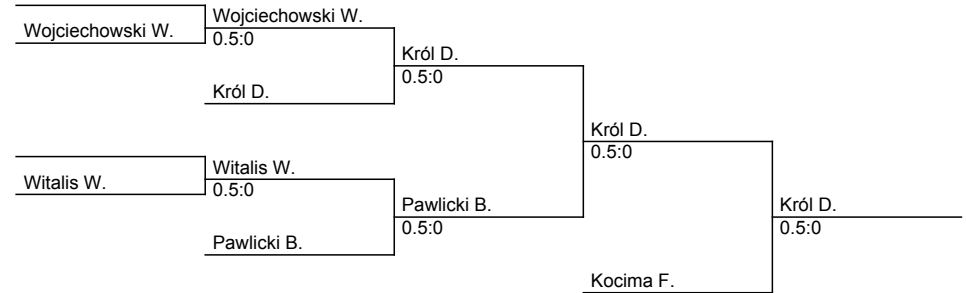 Wojciechowski W.
Wojciechowski W.
0.5:0
Król D.
0.5:0
Król D.
Król D.
0.5:0
Witalis W.
Witalis W.
0.5:0
Pawlicki B.
0.5:0
Król D.
0.5:0
Pawlicki B.
Kocima F.